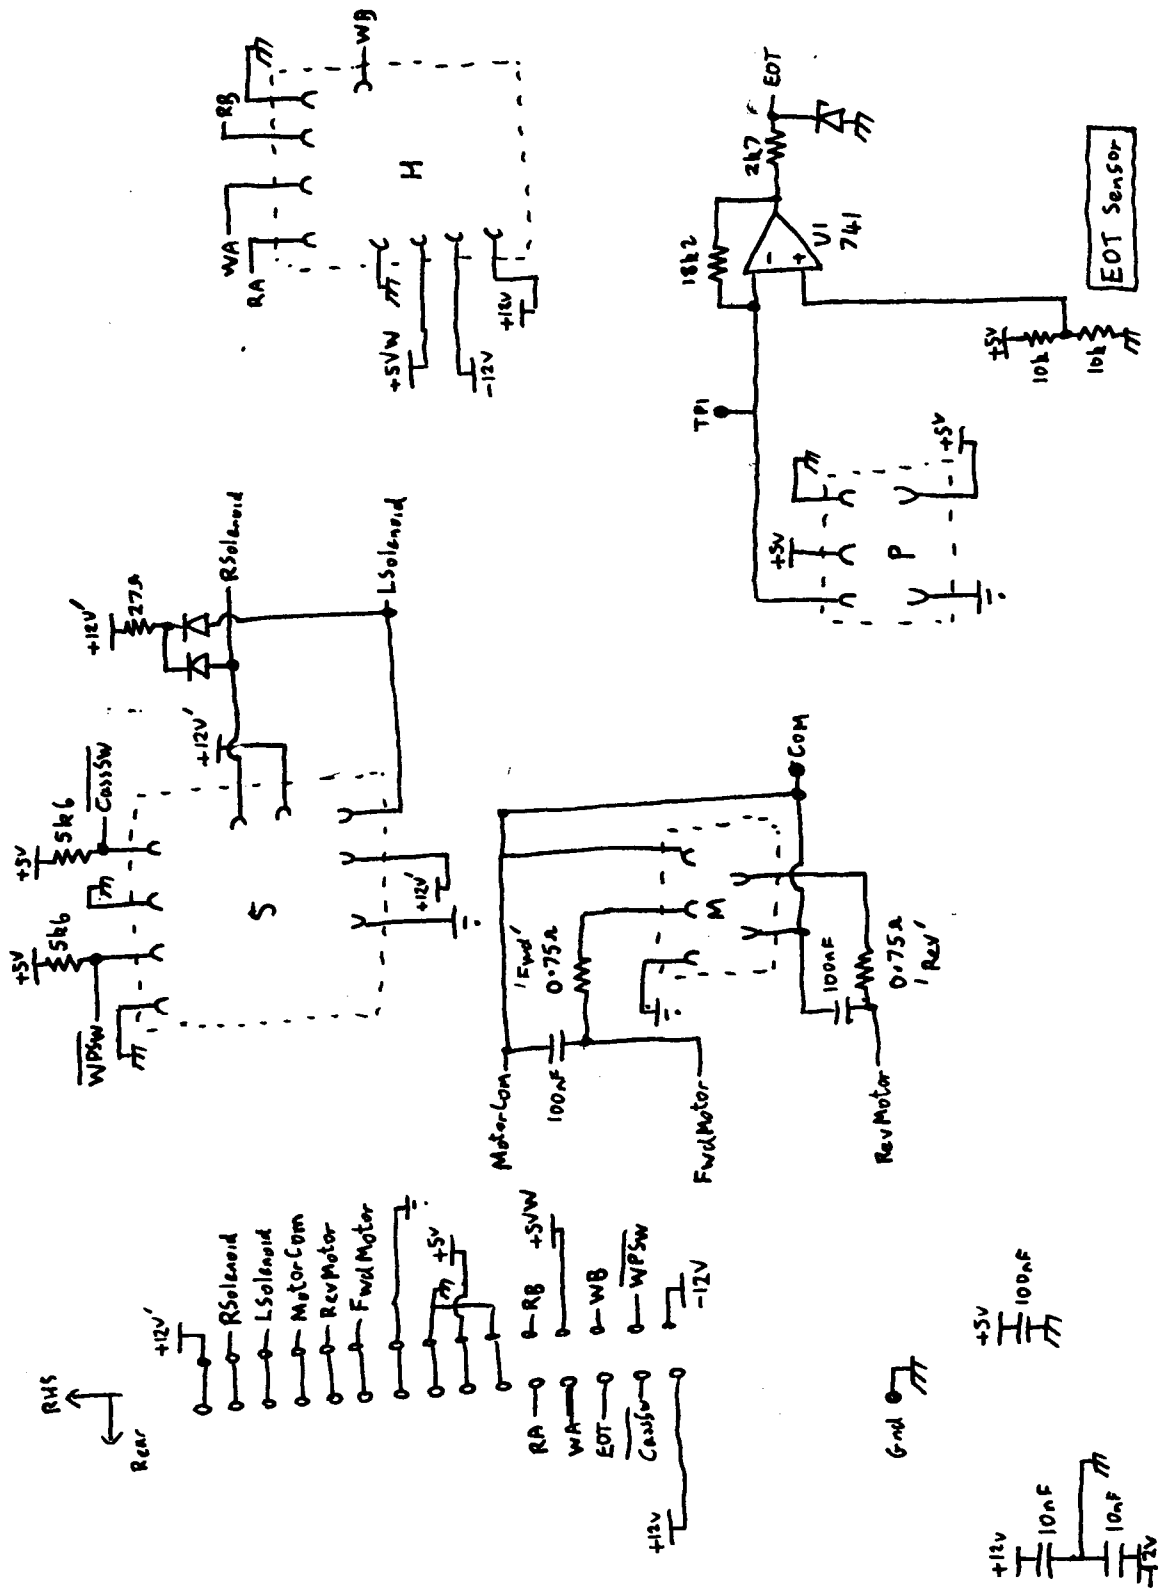 RHS
Rear
+12V'
RSolenoid
LSolenoid
MotorCom
RevMotor
FwdMotor
+5V
RA
RB
WA
+5VW
EOT
WB
CassSw
WPSW
+12V
-12V
Gnd
+12V
10nF
10nF
+5V
100nF
+5V
5k6
WPSW
+5V
5k6
CassSW
+12V'
27Ω
RSolenoid
+12V'
S
LSolenoid
+12V'
MotorCom
100nF
'Fwd'
0.75Ω
FwdMotor
M
COM
100nF
0.75Ω
'Rev'
RevMotor
WA
RA
RB
WB
H
+5VW
-12V
+12V
TP1
18k2
2k7
EOT
U1
741
+5V
P
+5V
+5V
10k
10k
EOT Sensor